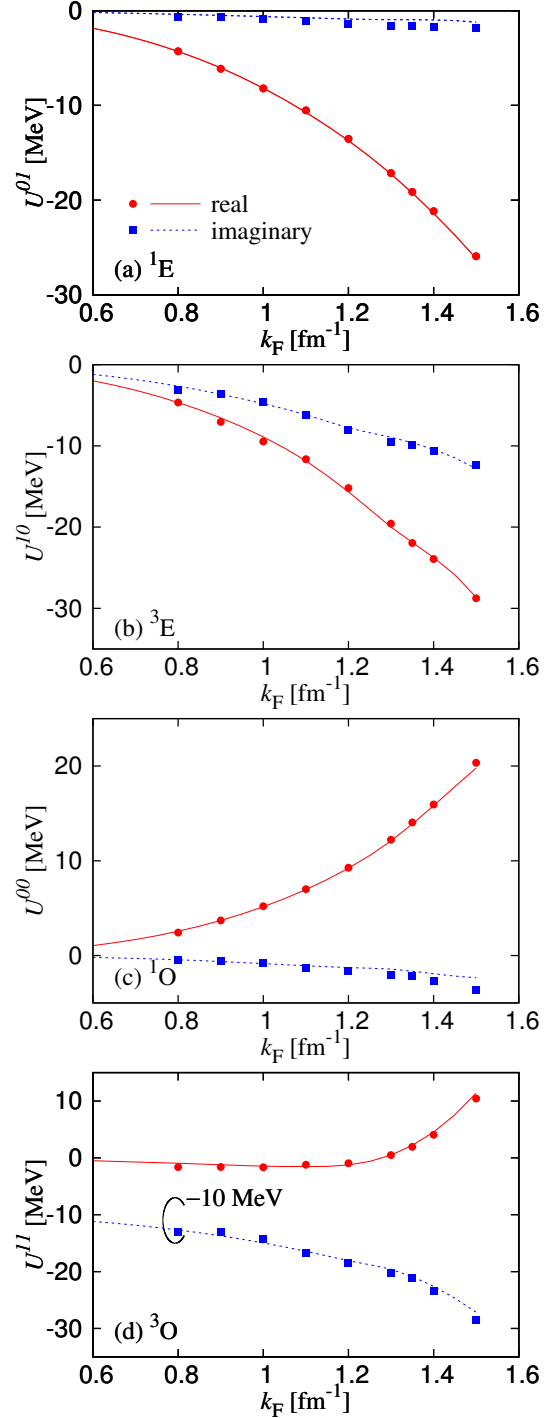 0
-10
-20
-30
U^{01} [MeV]
real
imaginary
(a) ^1E
0.6 0.8 1 1.2 1.4 1.6
k_F [fm^{-1}]
0
-10
-20
-30
U^{10} [MeV]
(b) ^3E
0.6 0.8 1 1.2 1.4 1.6
k_F [fm^{-1}]
20
10
0
U^{00} [MeV]
(c) ^1O
0.6 0.8 1 1.2 1.4 1.6
k_F [fm^{-1}]
10
0
-10
-20
-30
U^{11} [MeV]
−10 MeV
(d) ^3O
0.6 0.8 1 1.2 1.4 1.6
k_F [fm^{-1}]